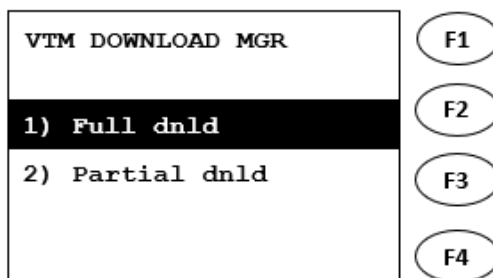 VTM DOWNLOAD MGR
F1
1) Full dnld
F2
2) Partial dnld
F3
F4